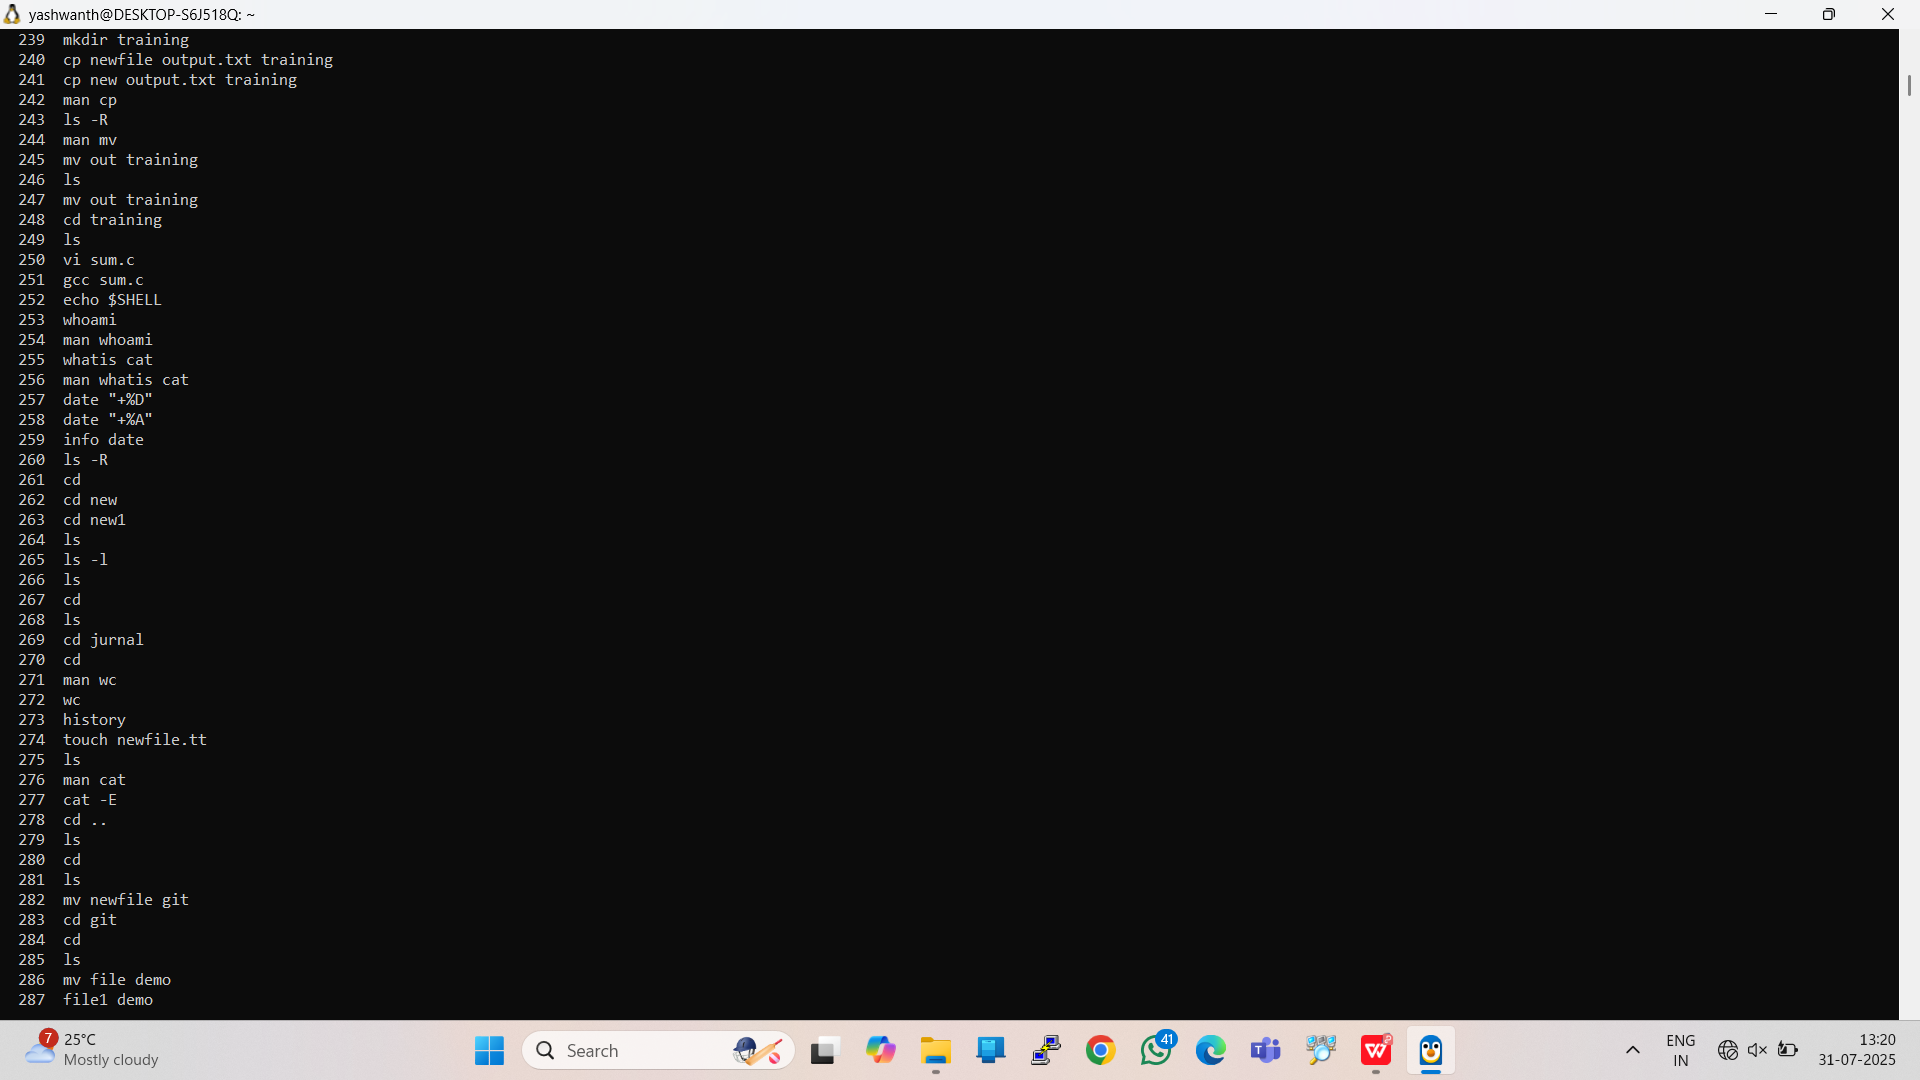 yashwanth@DESKTOP-S6J518Q: ~
239 mkdir training
240 cp newfile output.txt training
241 cp new output.txt training
242 man cp
243 ls -R
244 man mv
245 mv out training
246 ls
247 mv out training
248 cd training
249 ls
250 vi sum.c
251 gcc sum.c
252 echo $SHELL
253 whoami
254 man whoami
255 whatis cat
256 man whatis cat
257 date "+%D"
258 date "+%A"
259 info date
260 ls -R
261 cd
262 cd new
263 cd new1
264 ls
265 ls -l
266 ls
267 cd
268 ls
269 cd jurnal
270 cd
271 man wc
272 wc
273 history
274 touch newfile.tt
275 ls
276 man cat
277 cat -E
278 cd ..
279 ls
280 cd
281 ls
282 mv newfile git
283 cd git
284 cd
285 ls
286 mv file demo
287 file1 demo
7
25°C
Mostly cloudy
Search
41
ENG
IN
13:20
31-07-2025